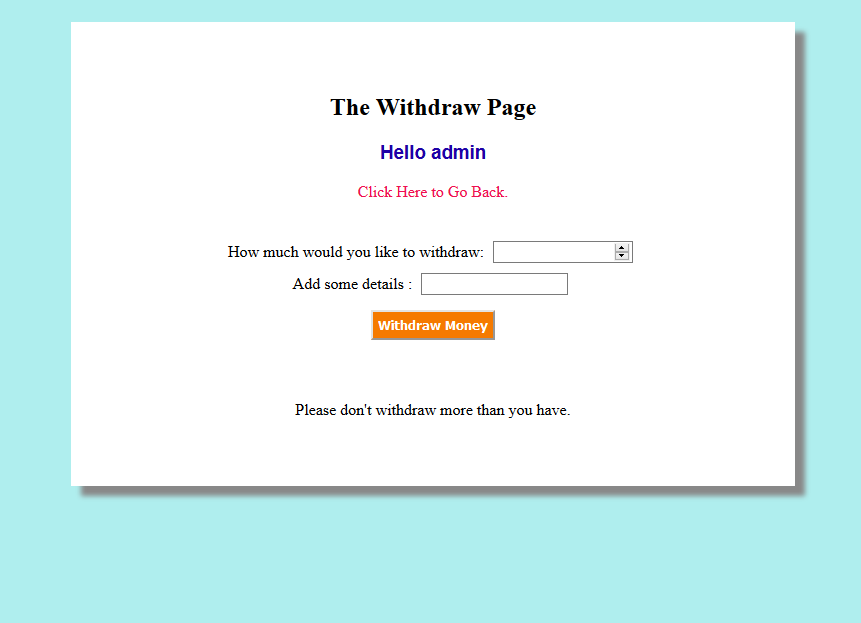 The Withdraw Page
Hello admin
Click Here to Go Back.
How much would you like to withdraw:
Add some details :
Withdraw Money
Please don't withdraw more than you have.